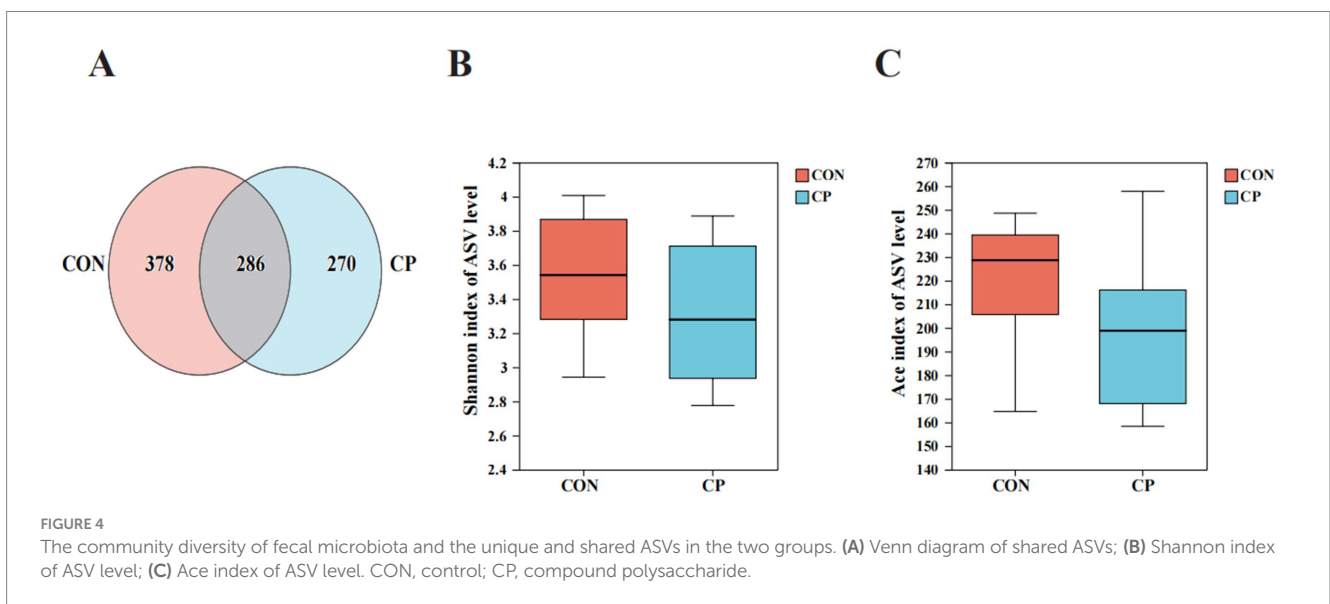 A
CON 378 286 270 CP
B
Shannon index of ASV level
4.2
4
3.8
3.6
3.4
3.2
3
2.8
2.6
2.4
CON CP
CON
CP
C
Ace index of ASV level
270
260
250
240
230
220
210
200
190
180
170
160
150
140
CON CP
CON
CP
FIGURE 4
The community diversity of fecal microbiota and the unique and shared ASVs in the two groups. (A) Venn diagram of shared ASVs; (B) Shannon index
of ASV level; (C) Ace index of ASV level. CON, control; CP, compound polysaccharide.